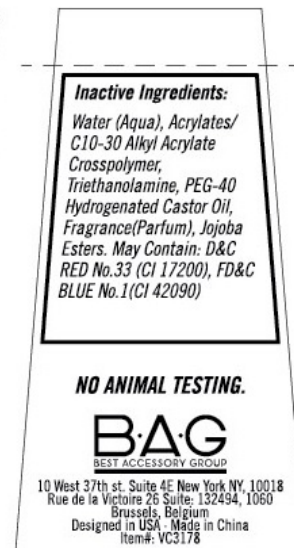 Inactive Ingredients:
Water (Aqua), Acrylates/
C10-30 Alkyl Acrylate
Crosspolymer,
Triethanolamine, PEG-40
Hydrogenated Castor Oil,
Fragrance(Parfum), Jojoba
Esters. May Contain: D&C
RED No.33 (CI 17200), FD&C
BLUE No.1(CI 42090)
NO ANIMAL TESTING.
B·A·G
BEST ACCESSORY GROUP
10 West 37th st. Suite 4E New York NY, 10018
Rue de la Victoire 26 Suite: 132494, 1060
Brussels, Belgium
Designed in USA - Made in China
Item#: VC3178